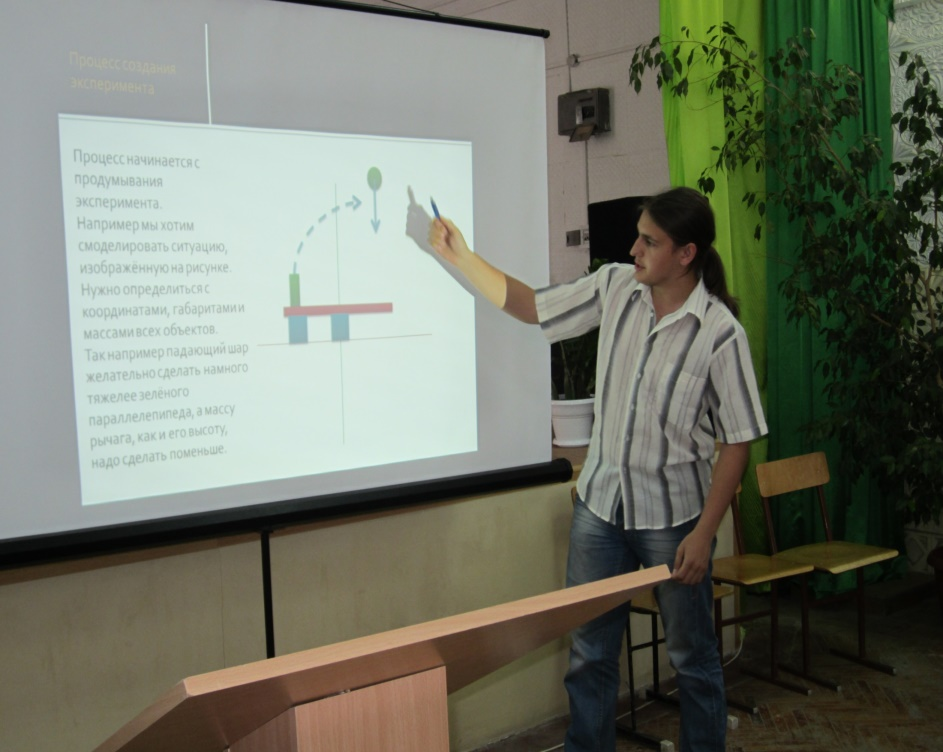 Процесс создания
эксперимента
Процесс начинается с
продумывания
эксперимента.
Например мы хотим
смоделировать ситуацию,
изображённую на рисунке.
Нужно определиться с
координатами, габаритами и
массами всех объектов.
Так например падающий шар
желательно сделать намного
тяжелее зелёного
параллелепипеда, а массу
рычага, как и его высоту,
надо сделать поменьше.